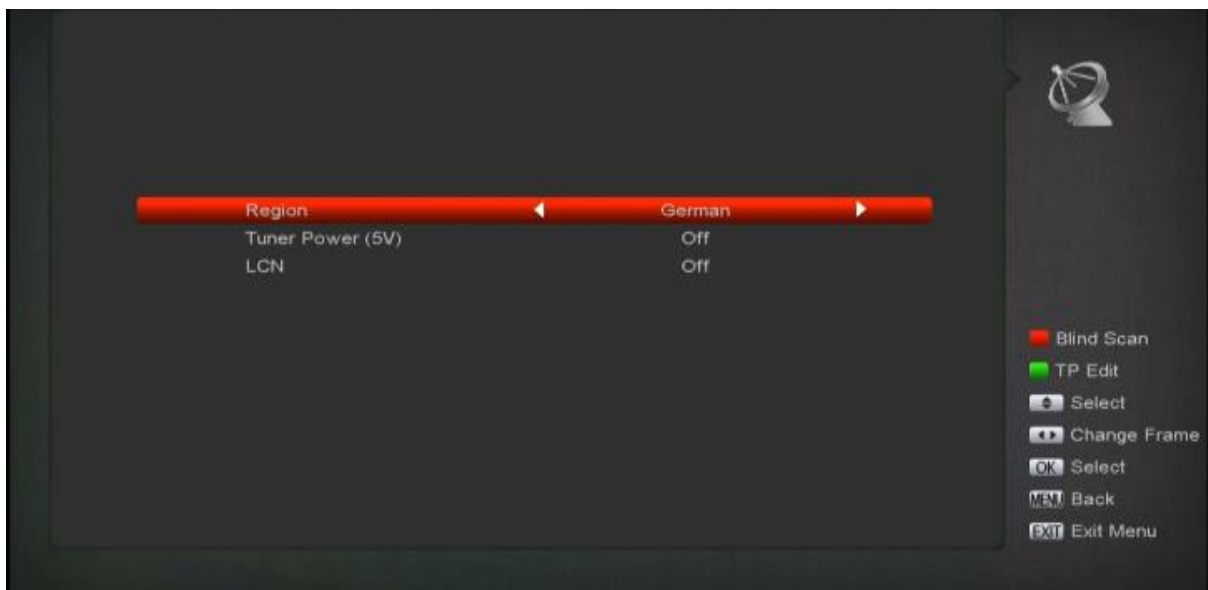 Region German
Tuner Power (5V) Off
LCN Off
Blind Scan
TP Edit
Select
Change Frame
OK Select
MENU Back
EXIT Exit Menu